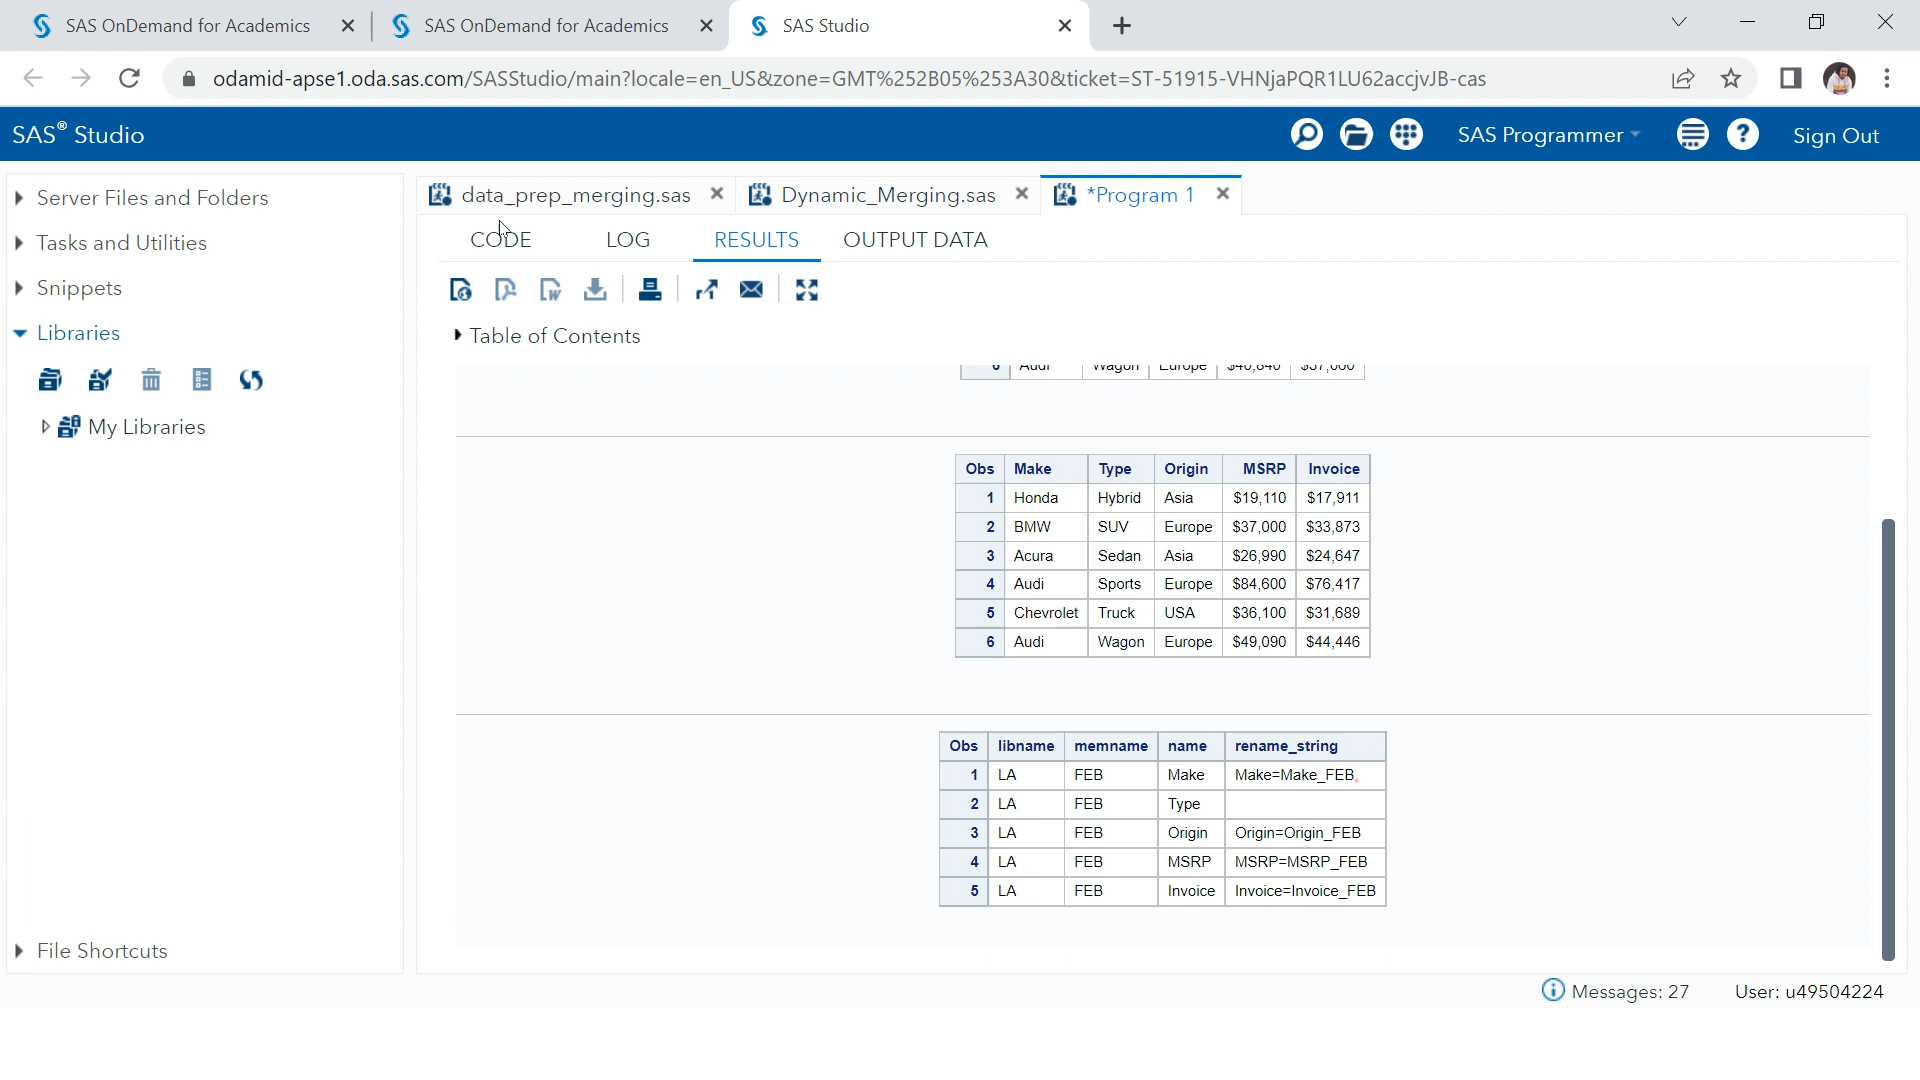 SAS OnDemand for Academics
SAS OnDemand for Academics
SAS Studio
odamid-apse1.oda.sas.com/SASStudio/main?locale=en_US&zone=GMT%252B05%253A30&ticket=ST-51915-VHNjaPQR1LU62accjvJB-cas
SAS® Studio
SAS Programmer
Sign Out
Server Files and Folders
Tasks and Utilities
Snippets
Libraries
My Libraries
File Shortcuts
data_prep_merging.sas
Dynamic_Merging.sas
*Program 1
CODE LOG RESULTS OUTPUT DATA
Table of Contents
6 Audi Wagon Europe $40,840 $37,060
Obs Make Type Origin MSRP Invoice
1 Honda Hybrid Asia $19,110 $17,911
2 BMW SUV Europe $37,000 $33,873
3 Acura Sedan Asia $26,990 $24,647
4 Audi Sports Europe $84,600 $76,417
5 Chevrolet Truck USA $36,100 $31,689
6 Audi Wagon Europe $49,090 $44,446
Obs libname memname name rename_string
1 LA FEB Make Make=Make_FEB
2 LA FEB Type
3 LA FEB Origin Origin=Origin_FEB
4 LA FEB MSRP MSRP=MSRP_FEB
5 LA FEB Invoice Invoice=Invoice_FEB
Messages: 27
User: u49504224